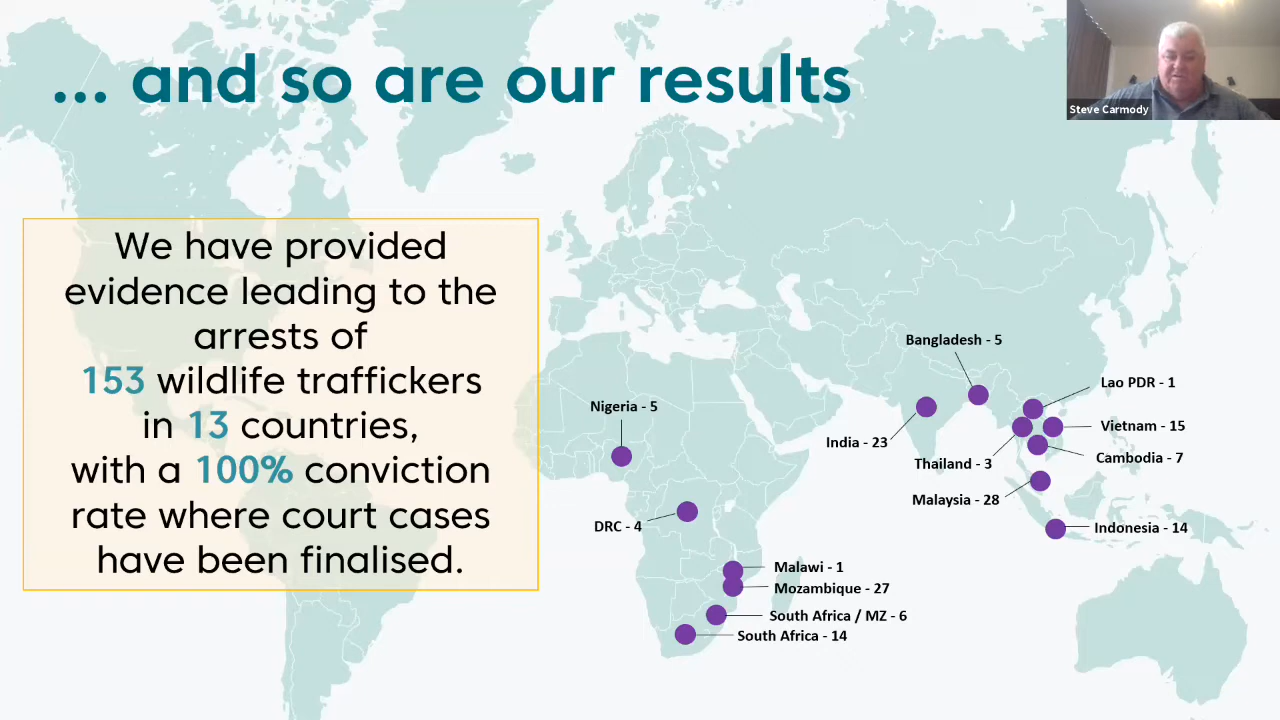 ... and so are our results
Steve Carmody
We have provided
evidence leading to the
arrests of
153 wildlife traffickers
in 13 countries,
with a 100% conviction
rate where court cases
have been finalised.
Bangladesh - 5
Lao PDR - 1
Nigeria - 5
Vietnam - 15
India - 23
Cambodia - 7
Thailand - 3
Malaysia - 28
DRC - 4
Indonesia - 14
Malawi - 1
Mozambique - 27
South Africa / MZ - 6
South Africa - 14